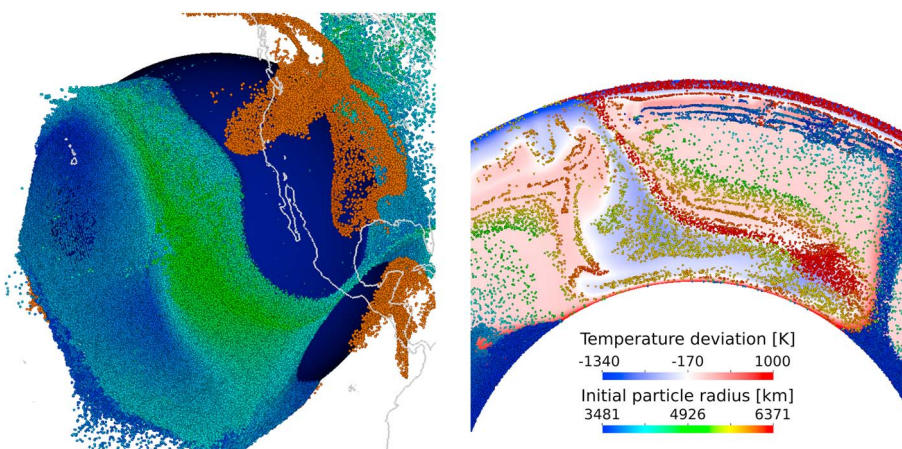 Temperature deviation [K]
-1340 -170 1000
Initial particle radius [km]
3481 4926 6371